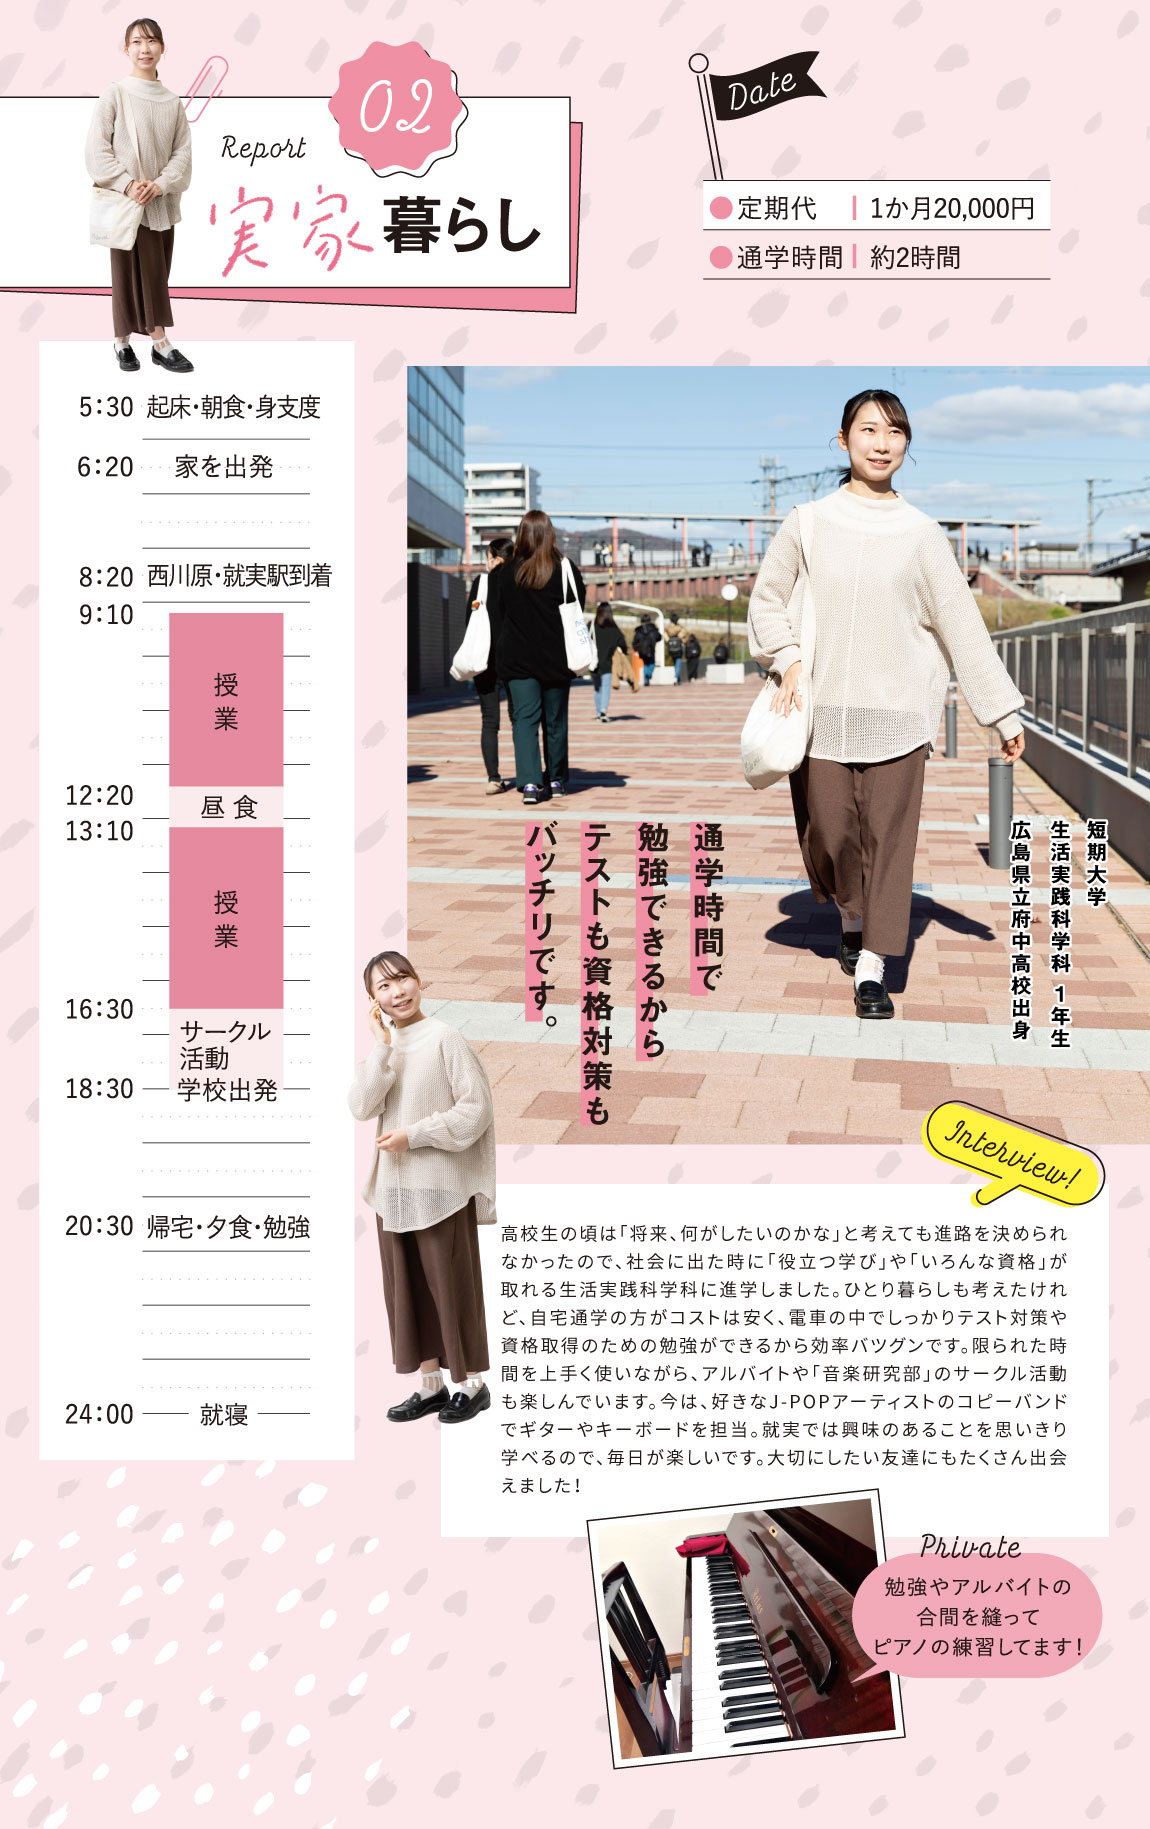 Report
02
実家暮らし
Date
定期代 1か月20,000円
通学時間 約2時間
5:30 起床・朝食・身支度
6:20 家を出発
8:20 西川原・就実駅到着
9:10
授業
12:20
昼食
13:10
授業
16:30
サークル
活動
18:30 学校出発
20:30 帰宅・夕食・勉強
24:00 就寝
通学時間で
勉強できるから
テストも資格対策も
バッチリです。
短期大学
生活実践科学科 1年生
広島県立府中高校出身
Interview!
高校生の頃は「将来、何がしたいのかな」と考えても進路を決められ
なかったので、社会に出た時に「役立つ学び」や「いろんな資格」が
取れる生活実践科学科に進学しました。ひとり暮らしも考えたけれ
ど、自宅通学の方がコストは安く、電車の中でしっかりテスト対策や
資格取得のための勉強ができるから効率バツグンです。限られた時
間を上手く使いながら、アルバイトや「音楽研究部」のサークル活動
も楽しんでいます。今は、好きなJ-POPアーティストのコピーバンド
でギターやキーボードを担当。就実では興味のあることを思いきり
学べるので、毎日が楽しいです。大切にしたい友達にもたくさん出会
えました!
Private
勉強やアルバイトの
合間を縫って
ピアノの練習してます!